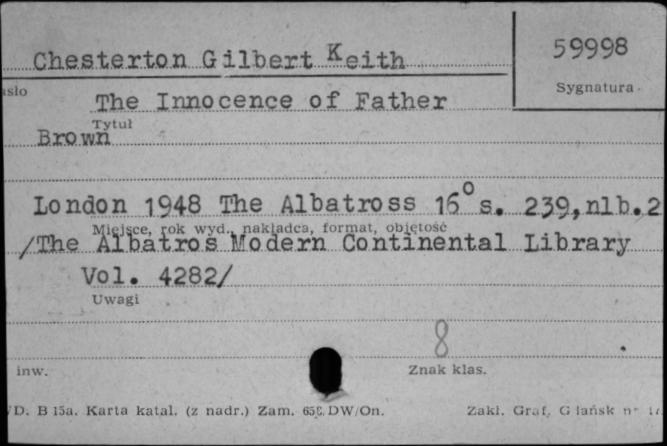 Chesterton Gilbert Keith
59998
Sygnatura
The Innocence of Father
Tytuł
Brown
London 1948 The Albatross 16° s. 239,nlb.2
Miejsce, rok wyd., nakładca, format, objętość
/The Albatros Modern Continental Library
Vol. 4282/
Uwagi
8
inw.
Znak klas.
D. B 15a. Karta katal. (z nadr.) Zam. DW/On.
Zakł. Graf. Gdańsk